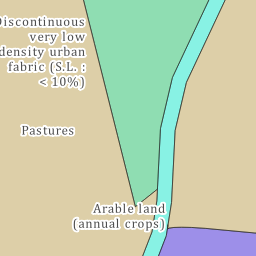 Discontinuous
very low
density urban
fabric (S.L. :
< 10%)
Pastures
Arable land
(annual crops)